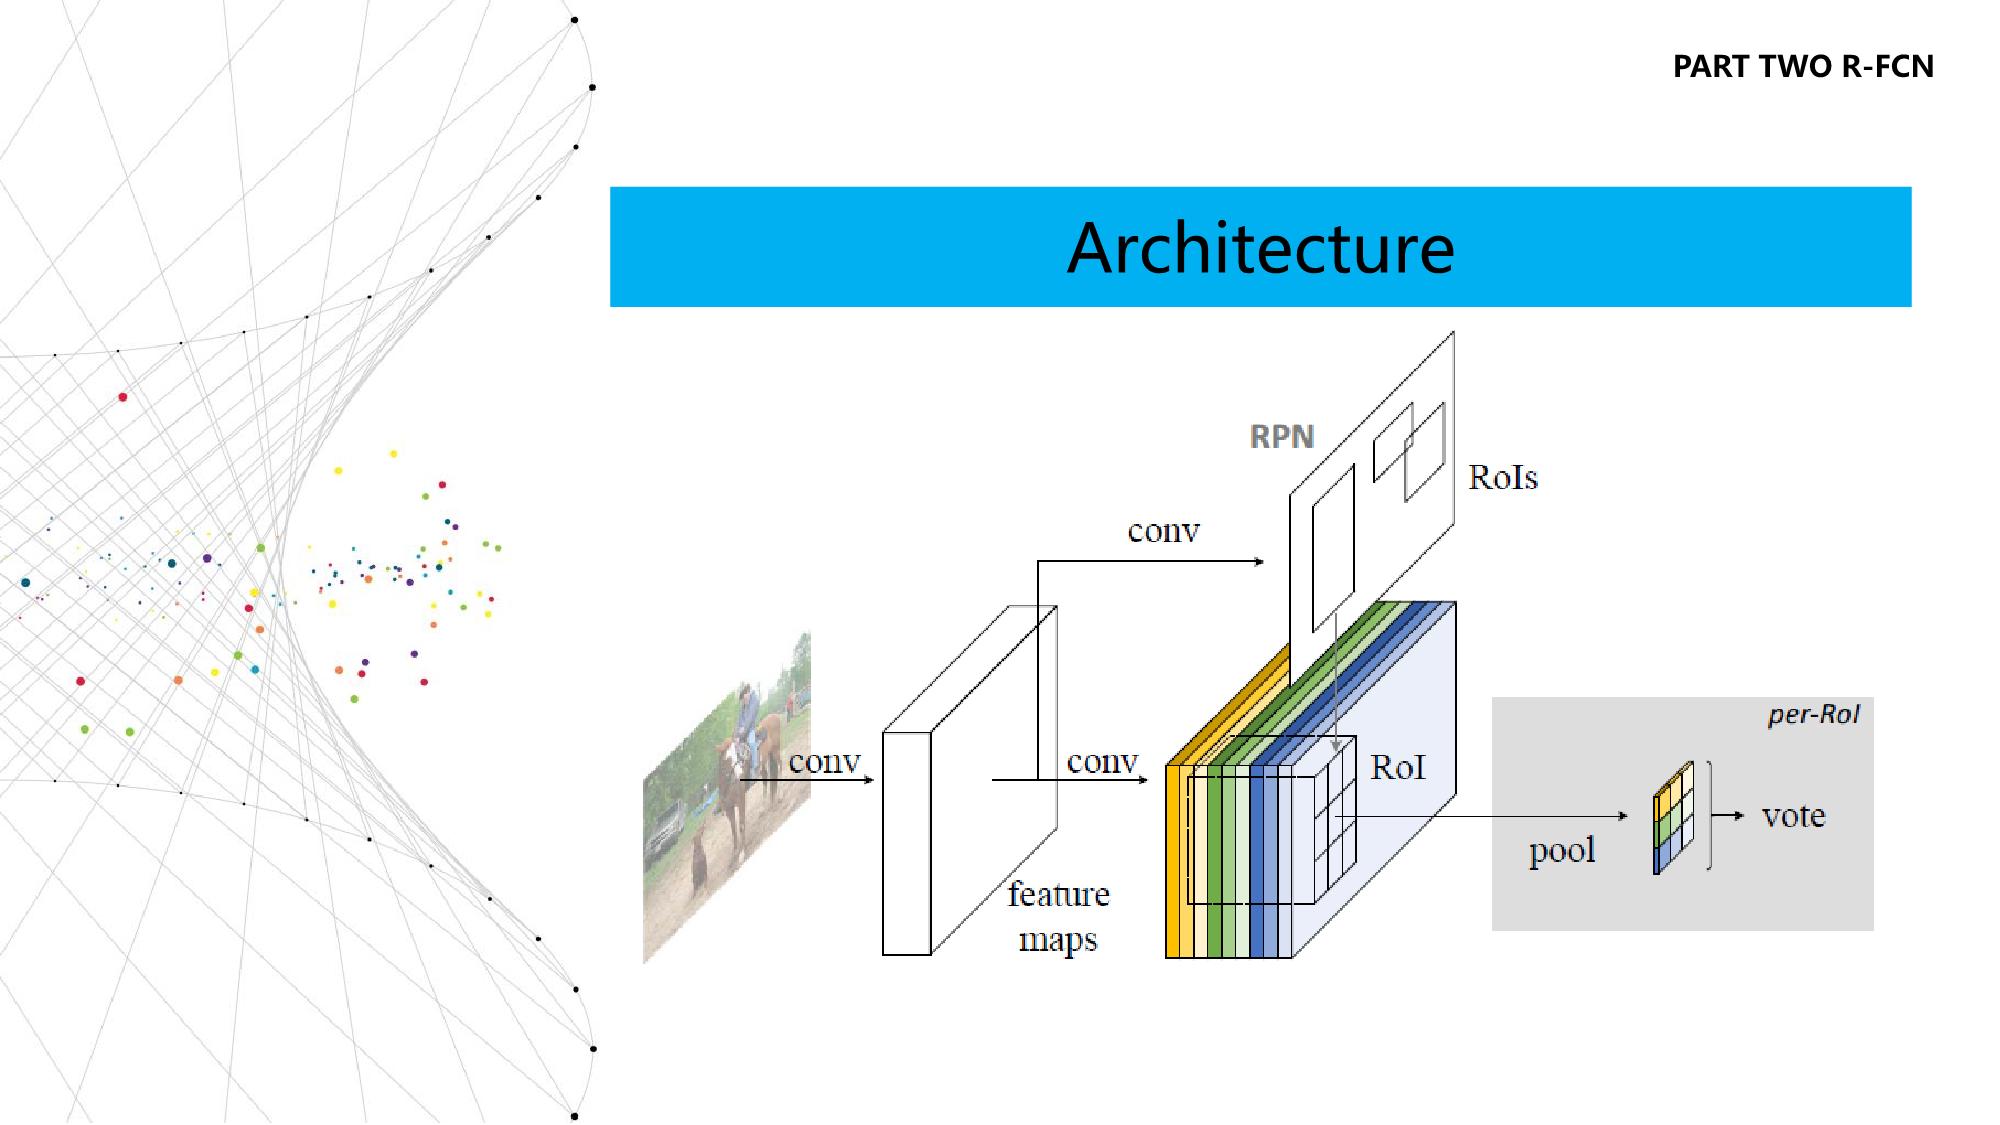 PART TWO R-FCN
Architecture
RPN
RoIs
conv
conv
conv
RoI
feature
maps
per-RoI
pool
vote